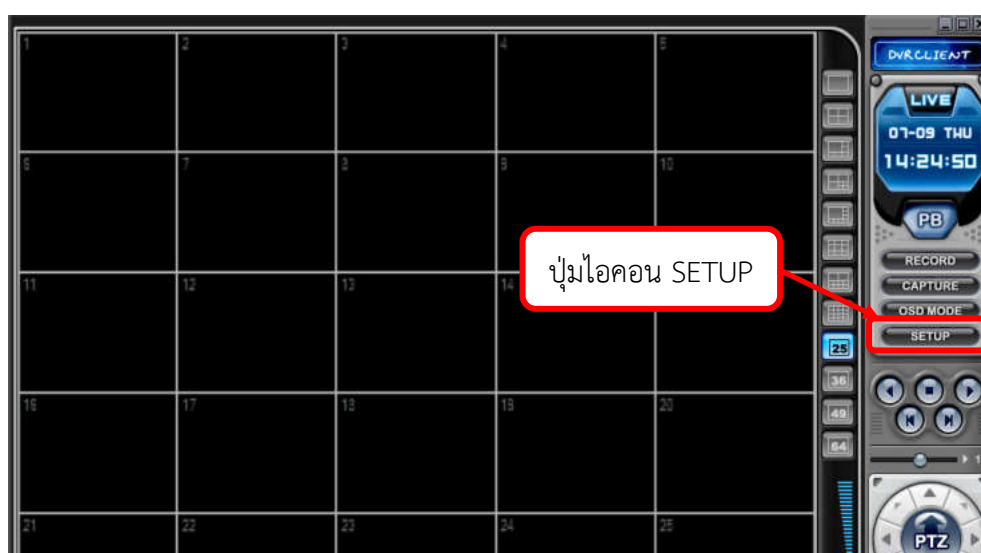 1 2 3 4 5
DVRCLIENT
LIVE
07-09 THU
14:24:50
6 7 8 9 10
PB
ปุ่มไอคอน SETUP
RECORD
11 12 13 14
CAPTURE
OSD MODE
SETUP
25
36
16 17 18 19 20
49
64
1
21 22 23 24 25
PTZ